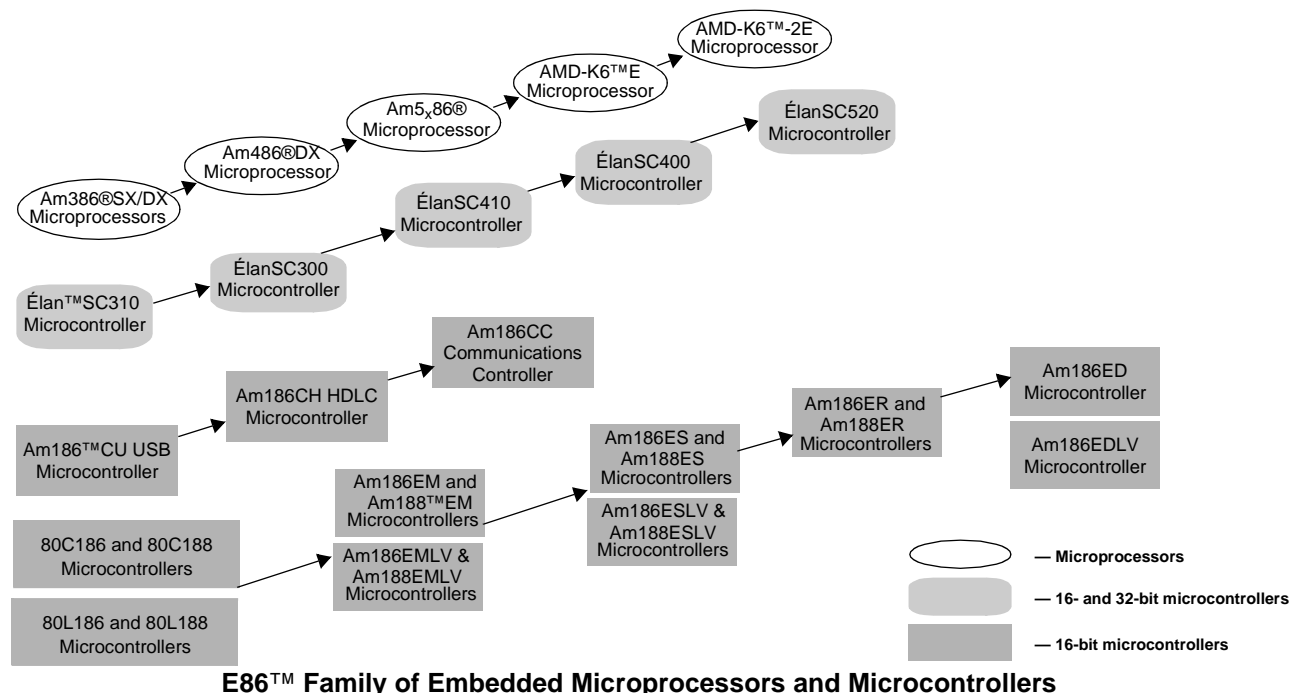 AMD-K6™-2E
Microprocessor
AMD-K6™E
Microprocessor
Am5x86®
Microprocessor
Am486®DX
Microprocessor
Am386®SX/DX
Microprocessors
ÉlanSC520
Microcontroller
ÉlanSC400
Microcontroller
ÉlanSC410
Microcontroller
ÉlanSC300
Microcontroller
Élan™SC310
Microcontroller
Am186CC
Communications
Controller
Am186CH HDLC
Microcontroller
Am186™CU USB
Microcontroller
Am186ED
Microcontroller
Am186EDLV
Microcontroller
Am186ER and
Am188ER
Microcontrollers
Am186ES and
Am188ES
Microcontrollers
Am186ESLV &
Am188ESLV
Microcontrollers
Am186EM and
Am188™EM
Microcontrollers
Am186EMLV &
Am188EMLV
Microcontrollers
80C186 and 80C188
Microcontrollers
80L186 and 80L188
Microcontrollers
— Microprocessors
— 16- and 32-bit microcontrollers
— 16-bit microcontrollers
E86™ Family of Embedded Microprocessors and Microcontrollers